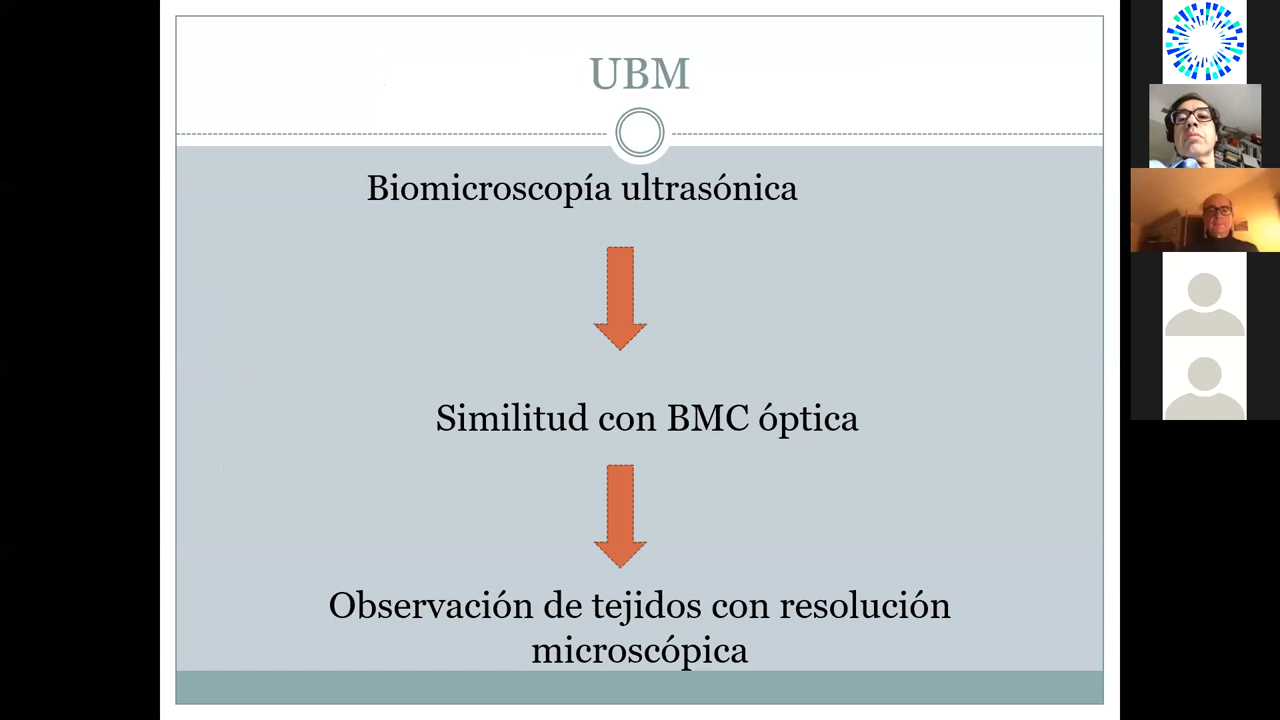 UBM
Biomicroscopía ultrasónica
Similitud con BMC óptica
Observación de tejidos con resolución
microscópica